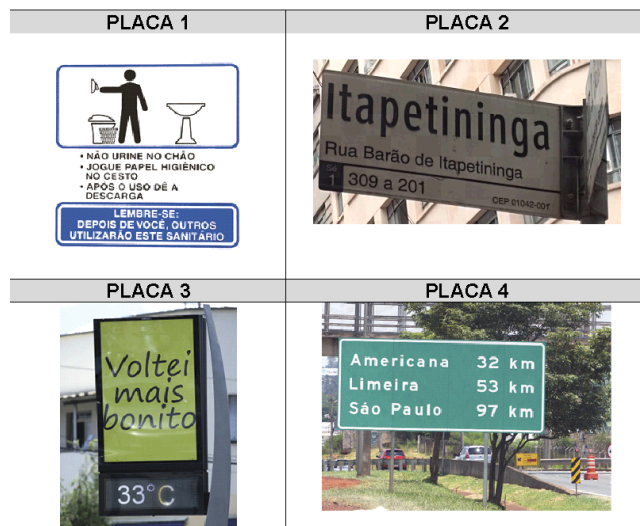 PLACA 1
PLACA 2
• NÃO URINE NO CHÃO
• JOGUE PAPEL HIGIÊNICO
NO CESTO
• APÓS O USO DÊ A
DESCARGA
LEMBRE-SE:
DEPOIS DE VOCÊ, OUTROS
UTILIZARÃO ESTE SANITÁRIO
Itapetininga
Rua Barão de Itapetininga
Sé
1 309 a 201
CEP 01042-001
PLACA 3
PLACA 4
Voltei
mais
bonito
33°C
Americana 32 km
Limeira 53 km
São Paulo 97 km